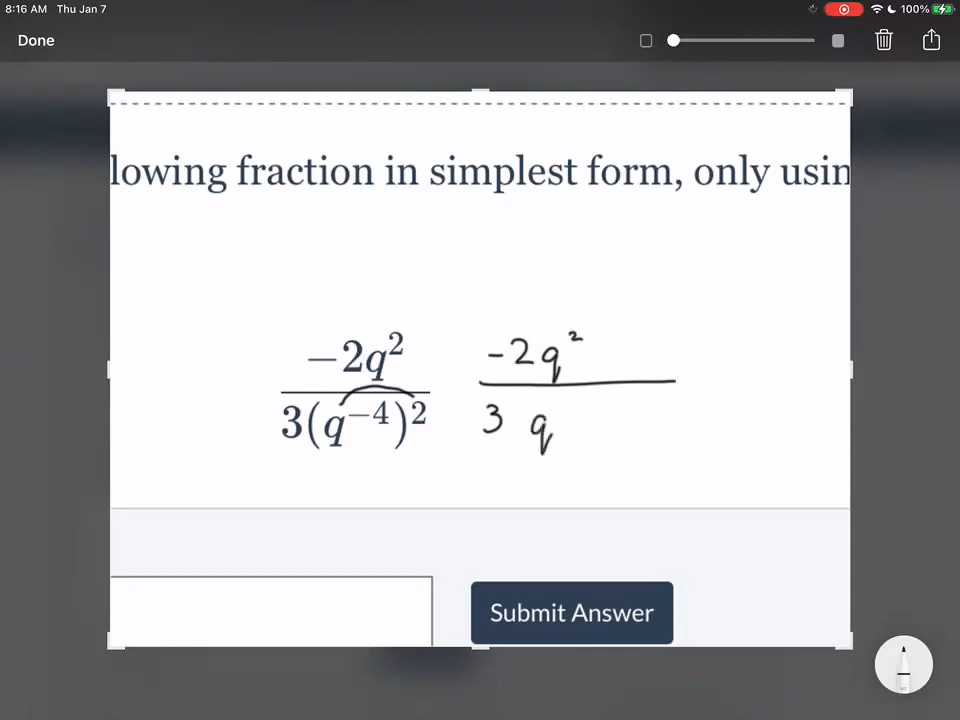 8:16 AM Thu Jan 7 100%
Done
lowing fraction in simplest form, only usin
−2q² -2q²
3(q⁻⁴)² 3 q
Submit Answer